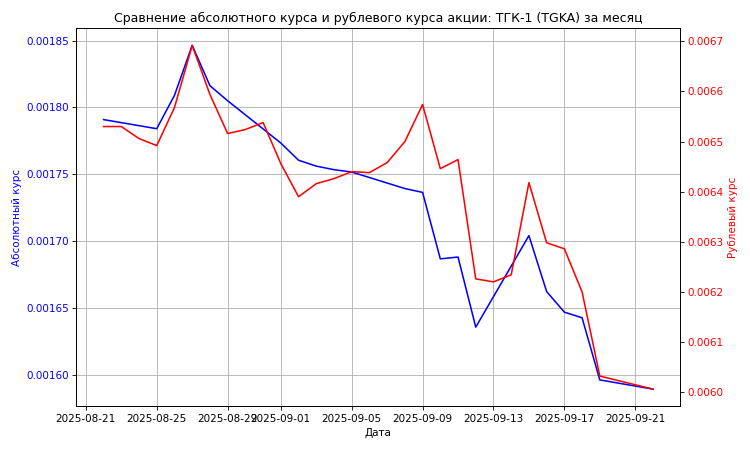 Сравнение абсолютного курса и рублевого курса акции: ТГК-1 (TGKA) за месяц
0.00185
0.00180
0.00175
0.00170
0.00165
0.00160
Абсолютный курс
0.0067
0.0066
0.0065
0.0064
0.0063
0.0062
0.0061
0.0060
Рублевый курс
2025-08-21 2025-08-25 2025-08-29 2025-09-01 2025-09-05 2025-09-09 2025-09-13 2025-09-17 2025-09-21
Дата